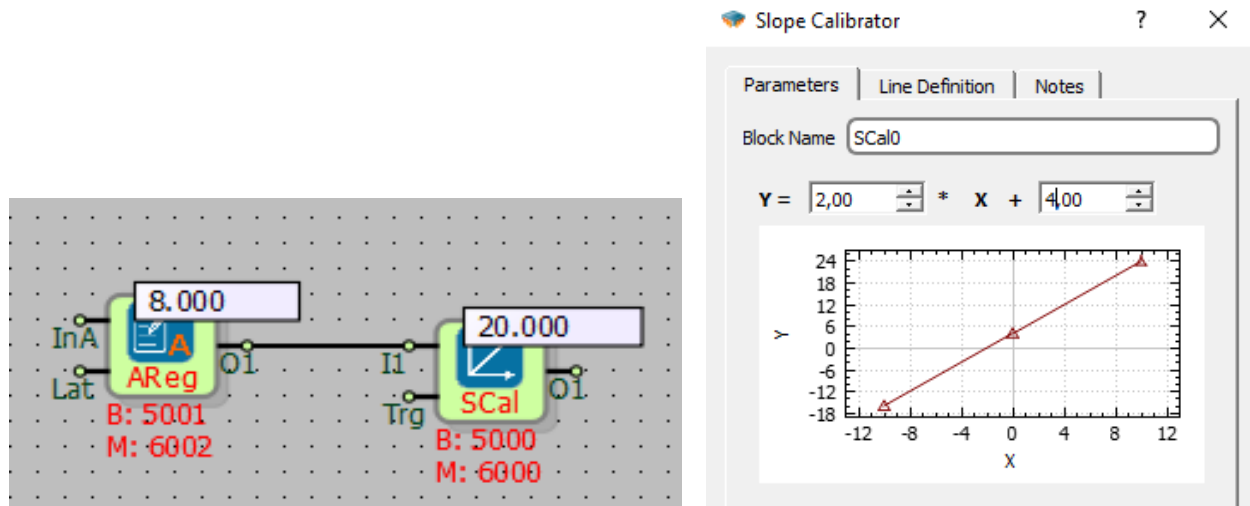 8.000
InA
Lat
A
AReg
O1
B: 5001
M: 6002
20.000
I1
Trg
SCal
O1
B: 5000
M: 6000
Slope Calibrator ?
Parameters Line Definition Notes
Block Name SCal0
Y = 2,00 * X + 4,00
24
18
12
6
0
-6
-12
-18
Y
-12 -8 -4 0 4 8 12
X